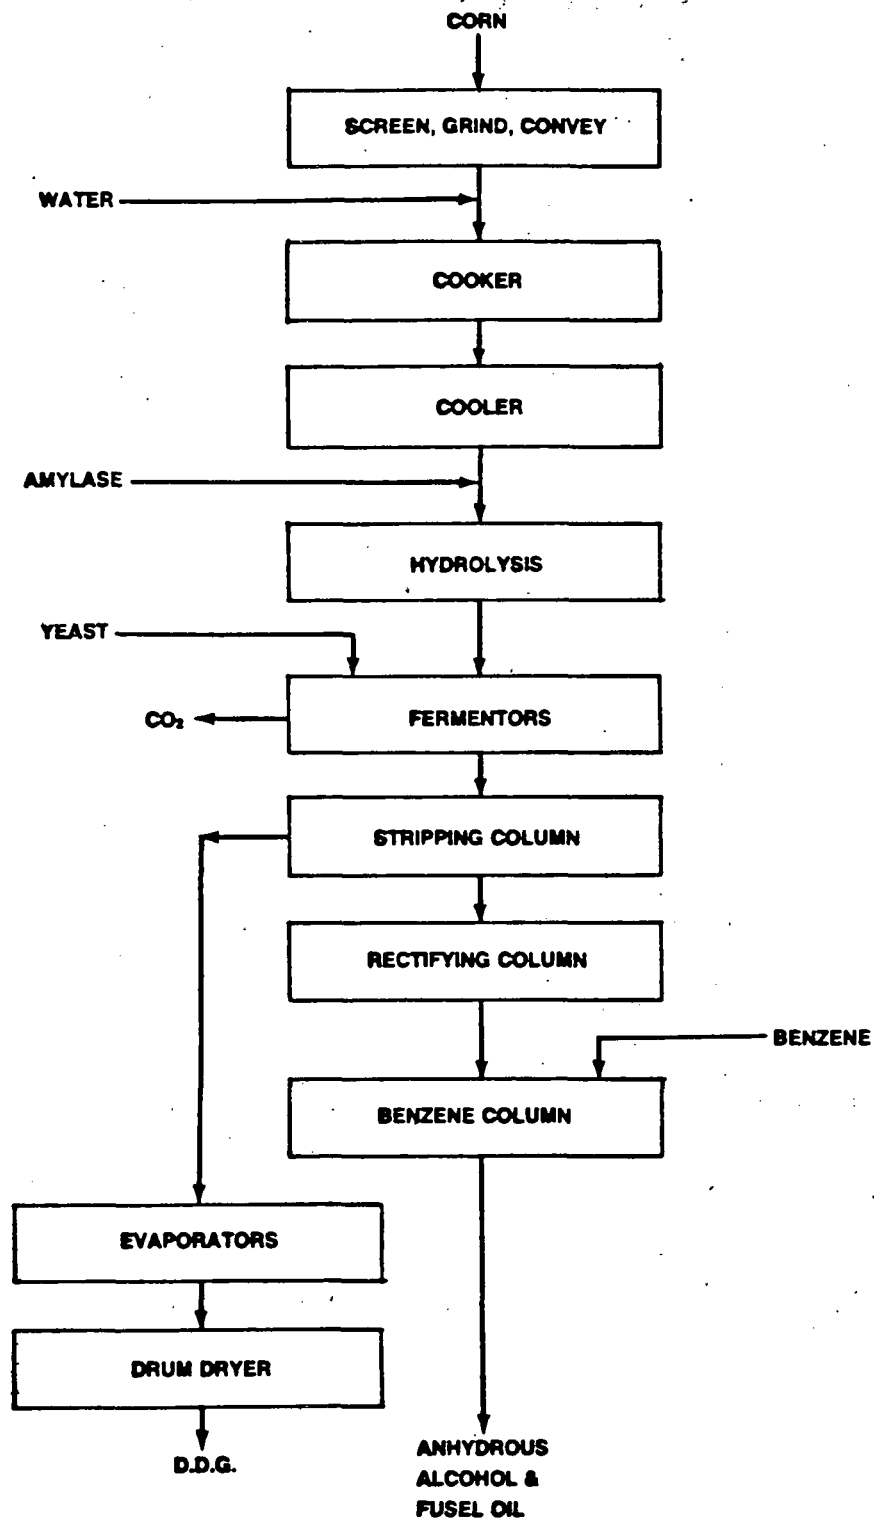 CORN
SCREEN, GRIND, CONVEY
WATER
COOKER
COOLER
AMYLASE
HYDROLYSIS
YEAST
CO₂
FERMENTORS
STRIPPING COLUMN
RECTIFYING COLUMN
BENZENE
BENZENE COLUMN
EVAPORATORS
DRUM DRYER
D.D.G.
ANHYDROUS
ALCOHOL &
FUSEL OIL